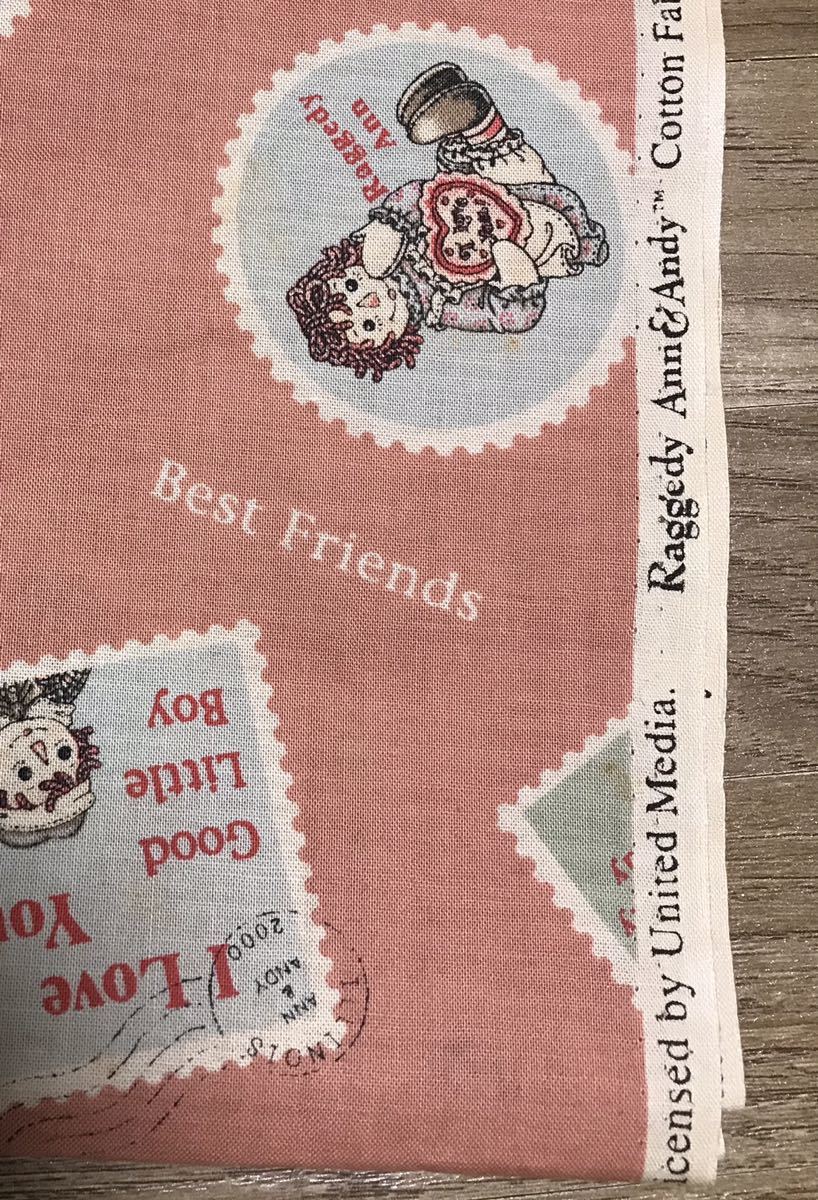 Raggedy
Ann
Best Friends
Boy
Little
Good
You
I Love
2000
ANN
&
ANDY
Raggedy Ann&Andy™ Cotton Fa
icensed by United Media.